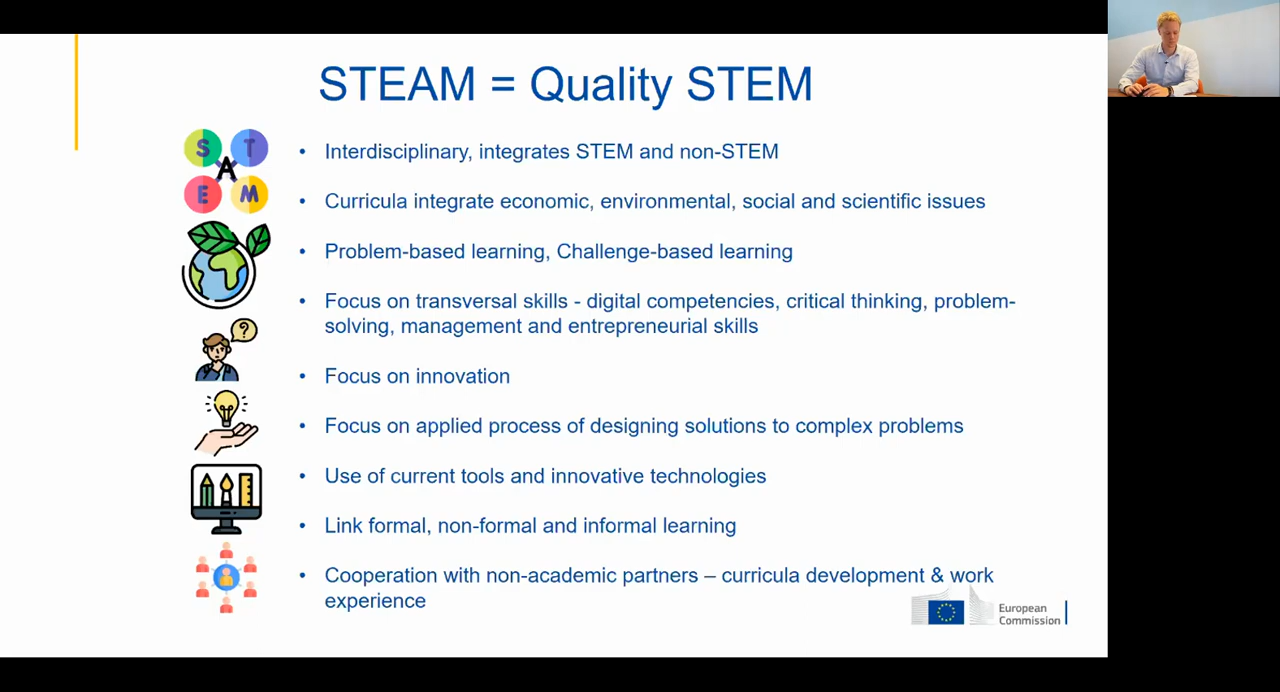 STEAM = Quality STEM
S T
A
E M
• Interdisciplinary, integrates STEM and non-STEM
• Curricula integrate economic, environmental, social and scientific issues
• Problem-based learning, Challenge-based learning
• Focus on transversal skills - digital competencies, critical thinking, problem-
solving, management and entrepreneurial skills
?
• Focus on innovation
• Focus on applied process of designing solutions to complex problems
• Use of current tools and innovative technologies
• Link formal, non-formal and informal learning
• Cooperation with non-academic partners – curricula development & work
experience
European
Commission